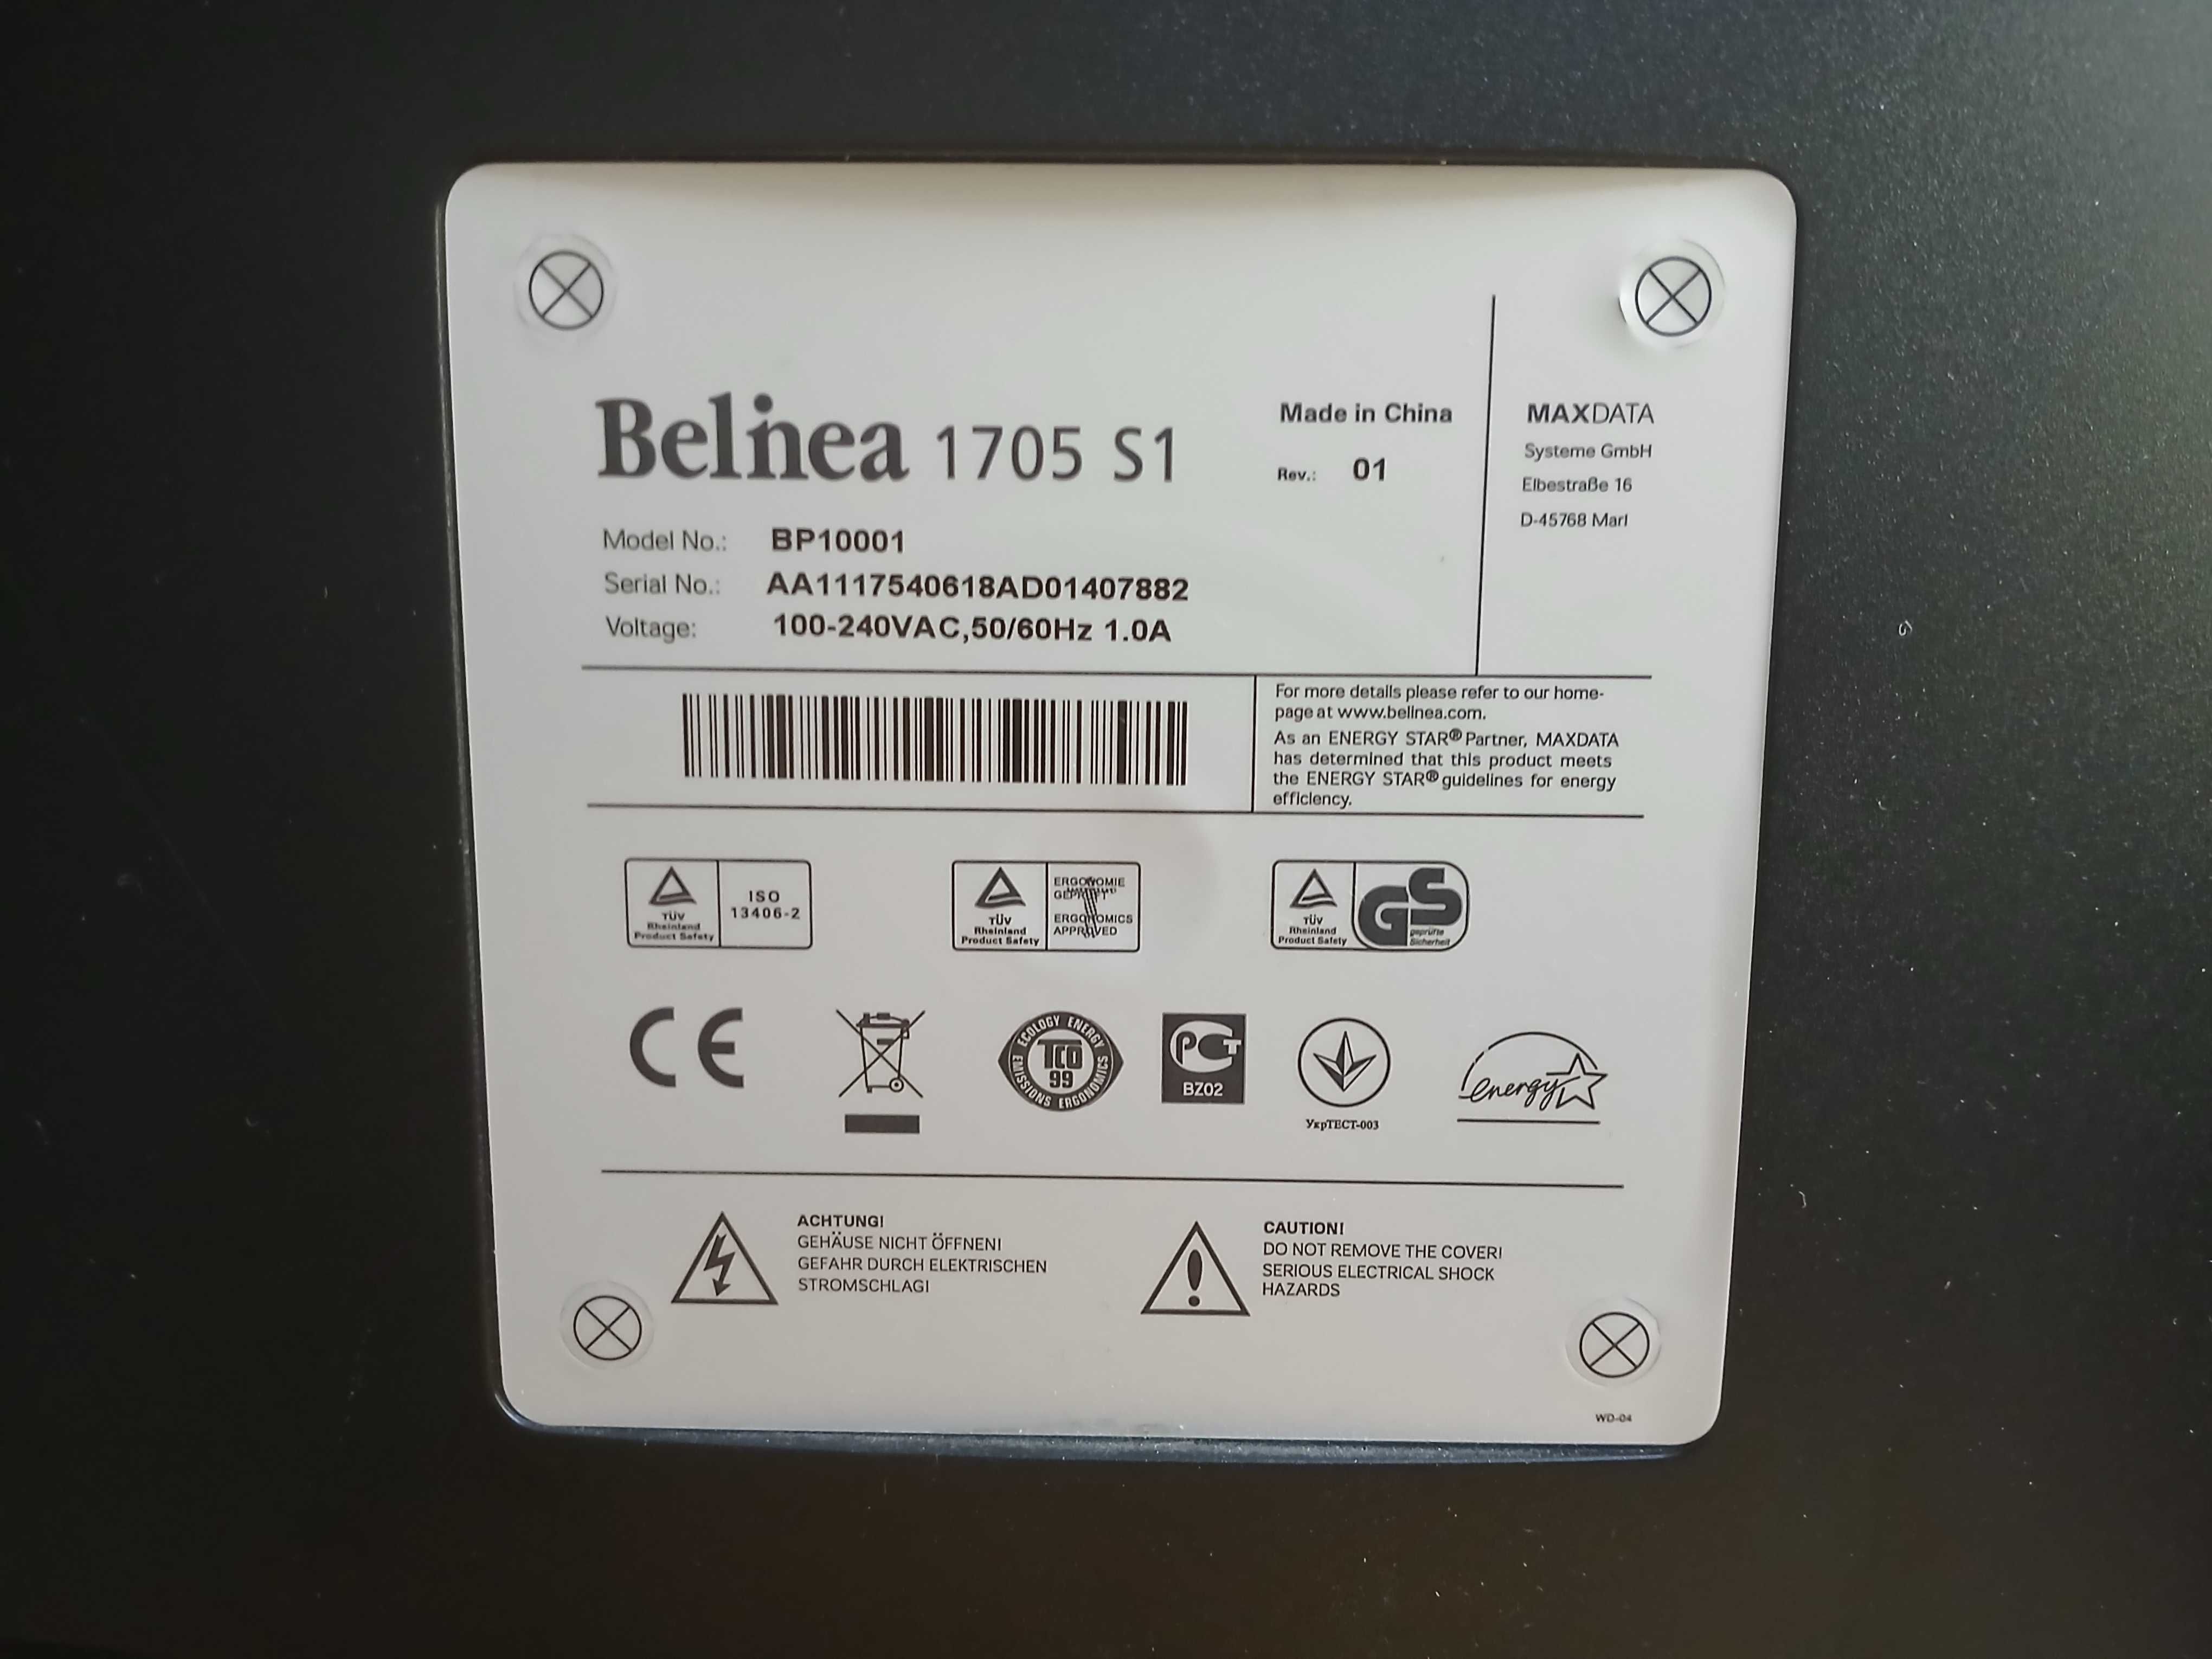 Belinea 1705 S1
Made in China
Rev.: 01
MAXDATA
Systeme GmbH
Elbestraße 16
D-45768 Marl
Model No.: BP10001
Serial No.: AA1117540618AD01407882
Voltage: 100-240VAC,50/60Hz 1.0A
For more details please refer to our home-
page at www.belinea.com.
As an ENERGY STAR® Partner, MAXDATA
has determined that this product meets
the ENERGY STAR® guidelines for energy
efficiency.
TÜV
Rheinland
Product Safety
ISO
13406-2
TÜV
Rheinland
Product Safety
ERGONOMIE
GEPRÜFT
ERGONOMICS
APPROVED
TÜV
Rheinland
Product Safety
GS
geprüfte
Sicherheit
CE
ECOLOGY ENERGY
TCO
99
EMISSIONS ERGONOMICS
PCT
BZ02
УкрТЕСТ-003
energy
ACHTUNG!
GEHÄUSE NICHT ÖFFNEN!
GEFAHR DURCH ELEKTRISCHEN
STROMSCHLAG!
CAUTION!
DO NOT REMOVE THE COVER!
SERIOUS ELECTRICAL SHOCK
HAZARDS
WD-04